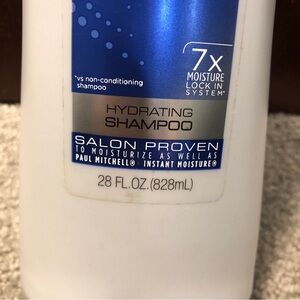 7x
MOISTURE
LOCK IN
SYSTEM*
*vs non-conditioning
shampoo
HYDRATING
SHAMPOO
SALON PROVEN
TO MOISTURIZE AS WELL AS
PAUL MITCHELL® INSTANT MOISTURE®
28 FL.OZ.(828mL)